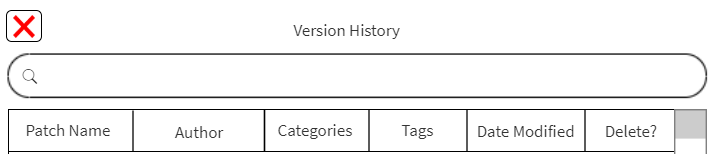 Version History
Patch Name Author Categories Tags Date Modified Delete?